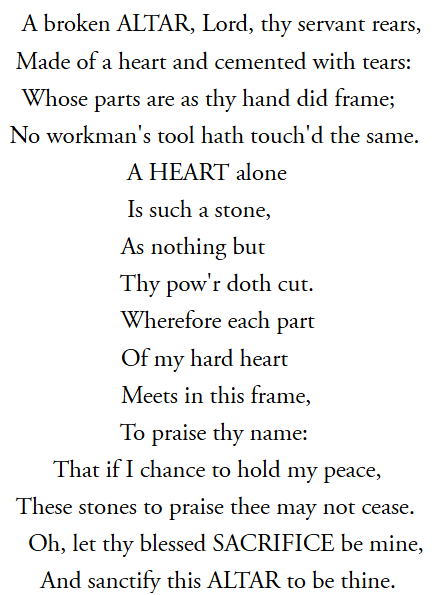 A broken ALTAR, Lord, thy servant rears,
Made of a heart and cemented with tears:
Whose parts are as thy hand did frame;
No workman's tool hath touch'd the same.
A HEART alone
Is such a stone,
As nothing but
Thy pow'r doth cut.
Wherefore each part
Of my hard heart
Meets in this frame,
To praise thy name:
That if I chance to hold my peace,
These stones to praise thee may not cease.
Oh, let thy blessed SACRIFICE be mine,
And sanctify this ALTAR to be thine.